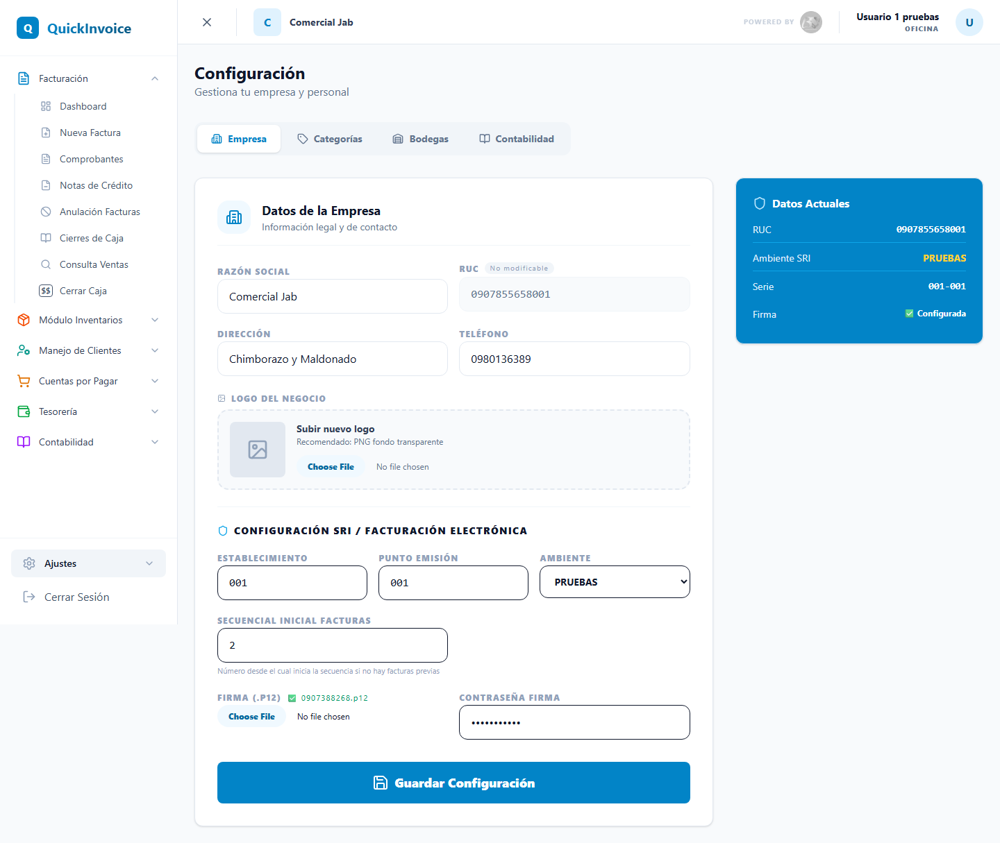 Q QuickInvoice
Facturación
Dashboard
Nueva Factura
Comprobantes
Notas de Crédito
Anulación Facturas
Cierres de Caja
Consulta Ventas
$$ Cerrar Caja
Módulo Inventarios
Manejo de Clientes
Cuentas por Pagar
Tesorería
Contabilidad
Ajustes
Cerrar Sesión
C Comercial Jab
POWERED BY
Usuario 1 pruebas
OFICINA
U
Configuración
Gestiona tu empresa y personal
Empresa Categorías Bodegas Contabilidad
Datos de la Empresa
Información legal y de contacto
RAZÓN SOCIAL
Comercial Jab
RUC No modificable
0907855658001
DIRECCIÓN
Chimborazo y Maldonado
TELÉFONO
0980136389
LOGO DEL NEGOCIO
Subir nuevo logo
Recomendado: PNG fondo transparente
Choose File No file chosen
CONFIGURACIÓN SRI / FACTURACIÓN ELECTRÓNICA
ESTABLECIMIENTO
001
PUNTO EMISIÓN
001
AMBIENTE
PRUEBAS
SECUENCIAL INICIAL FACTURAS
2
Número desde el cual inicia la secuencia si no hay facturas previas
FIRMA (.P12) ✅ 0907388268.p12
Choose File No file chosen
CONTRASEÑA FIRMA
•••••••••••
Guardar Configuración
Datos Actuales
RUC 0907855658001
Ambiente SRI PRUEBAS
Serie 001-001
Firma ✅ Configurada